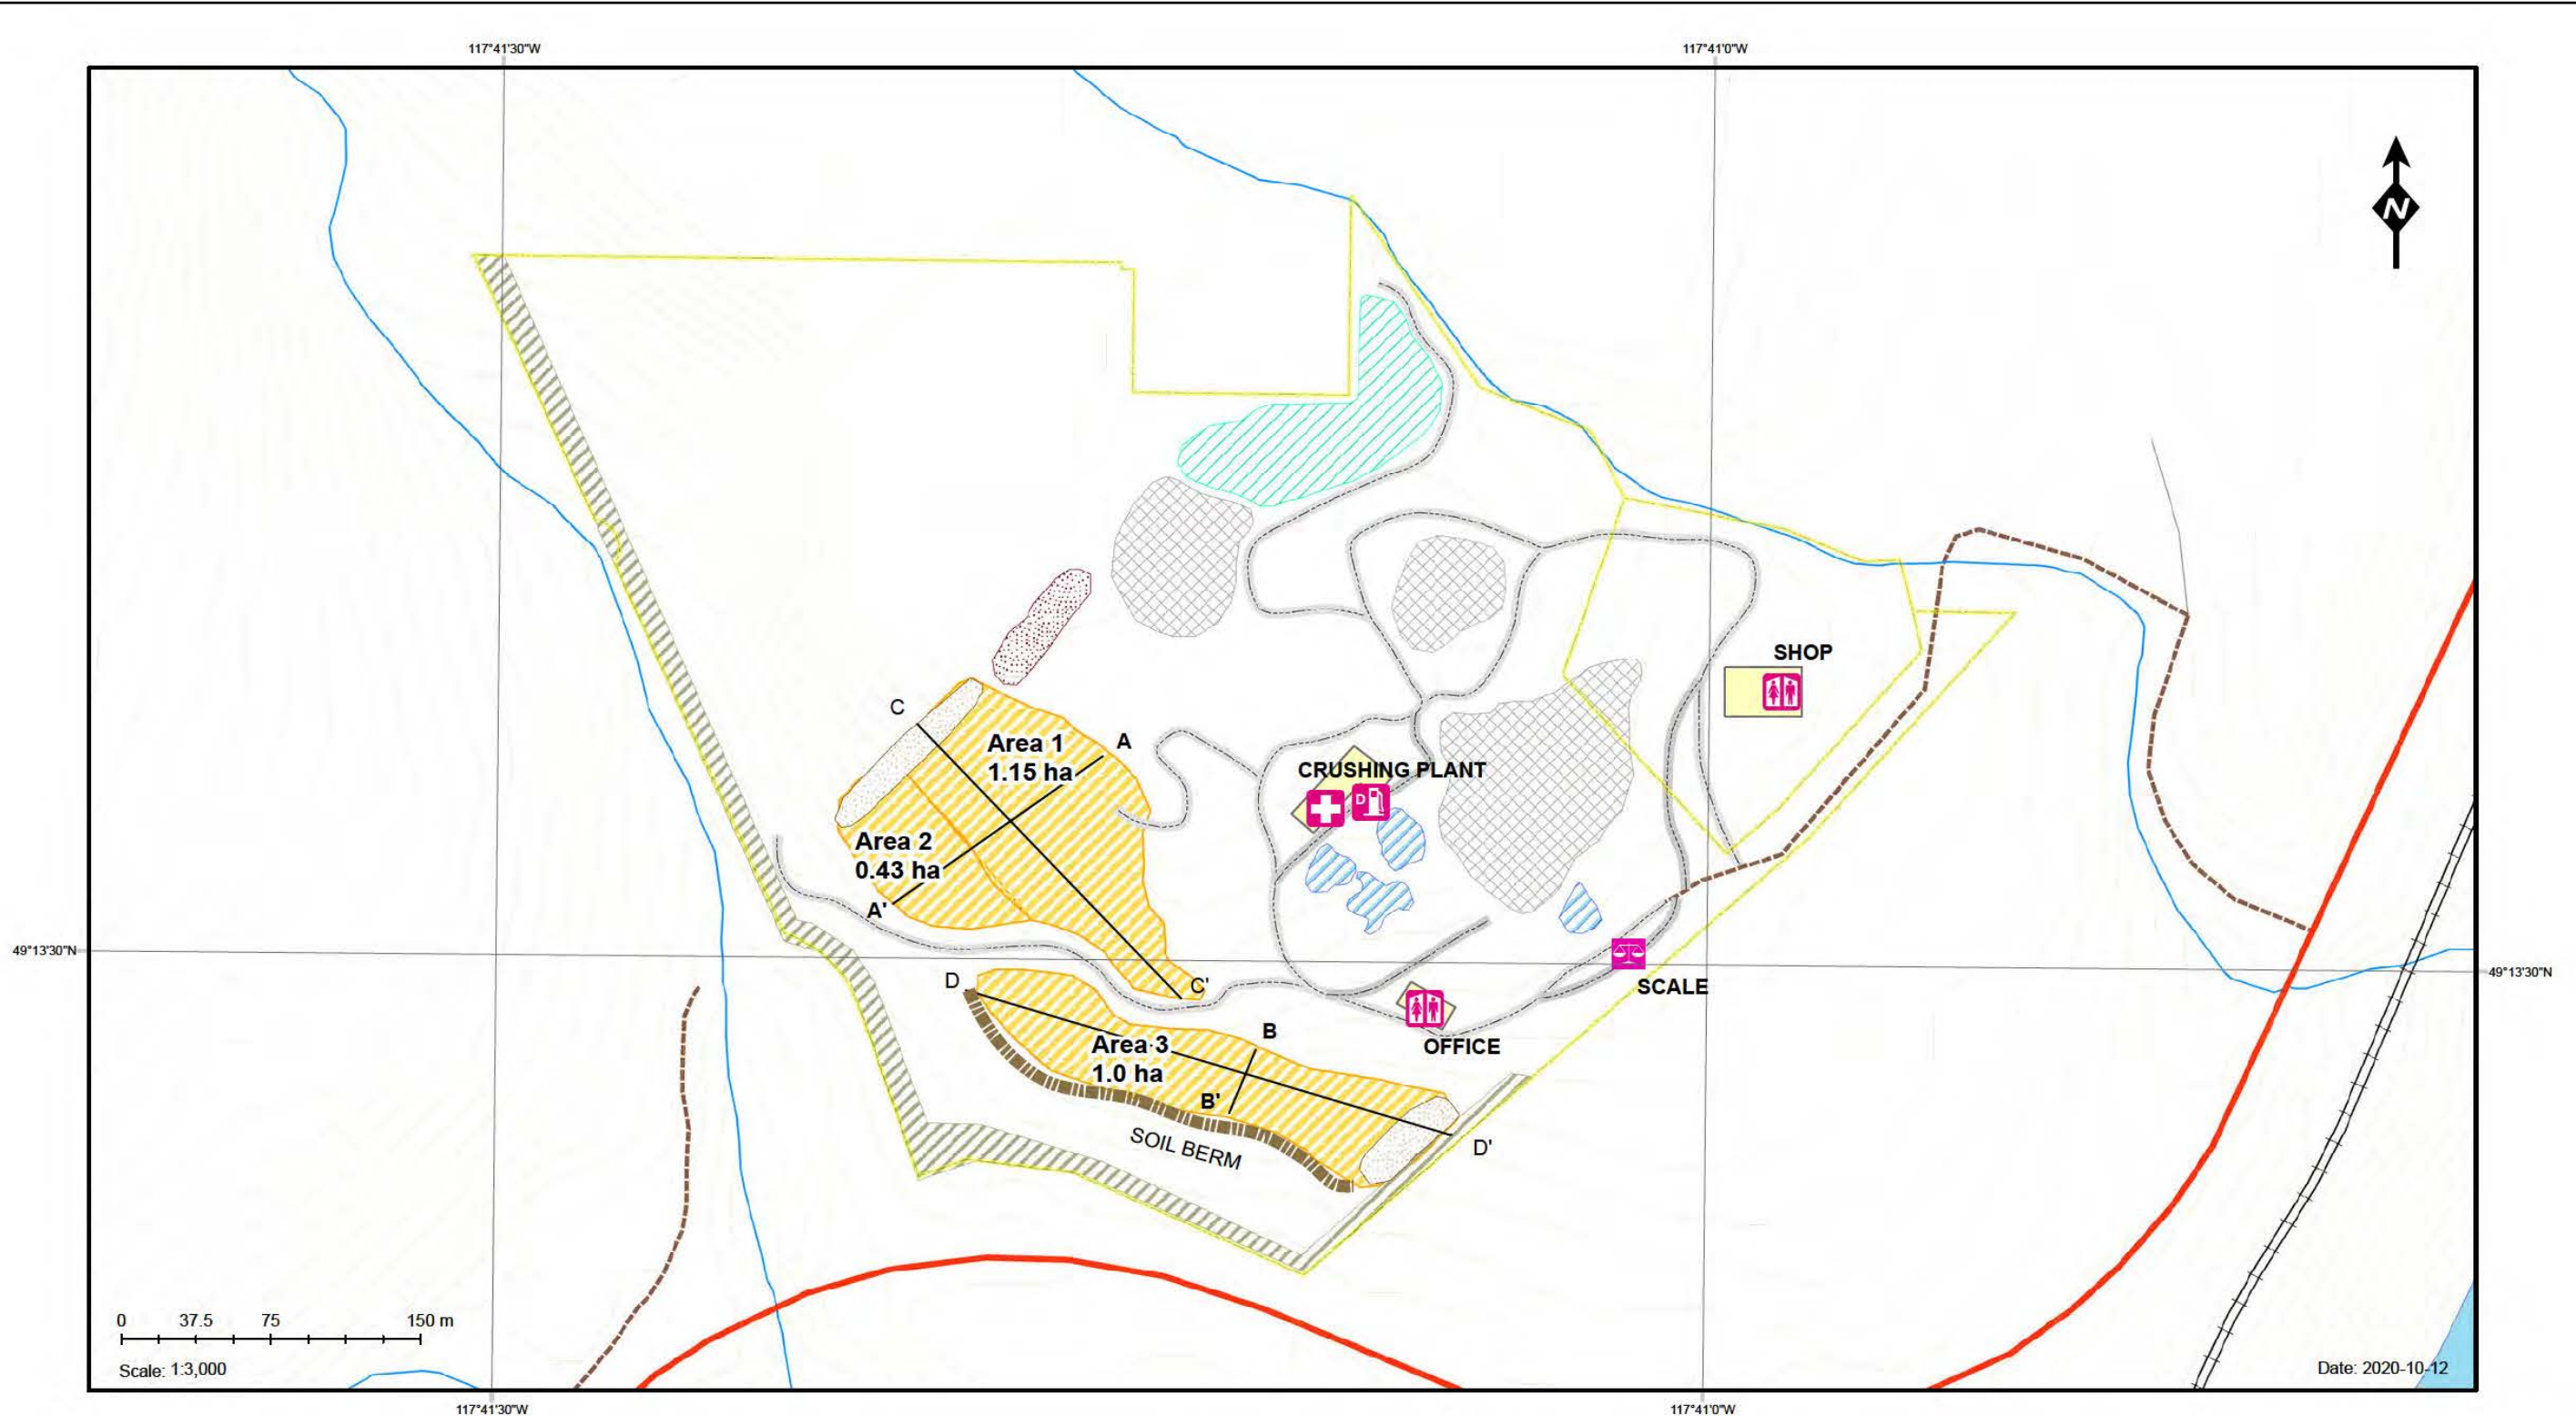 117°41'30"W
117°41'0"W
N
SHOP
C
Area 1
1.15 ha
A
CRUSHING PLANT
D
Area 2
0.43 ha
A'
49°13'30"N
49°13'30"N
D
C'
SCALE
B
OFFICE
Area 3
1.0 ha
B'
SOIL BERM
D'
0 37.5 75 150 m
Scale: 1:3,000
Date: 2020-10-12
117°41'30"W
117°41'0"W